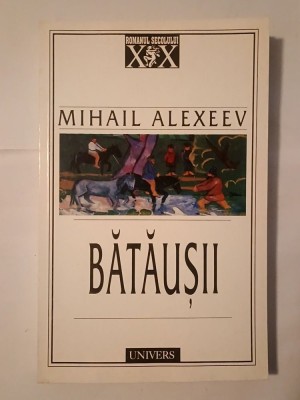 ROMANUL SECOLULUI
XX
MIHAIL ALEXEEV
BĂTĂUȘII
UNIVERS